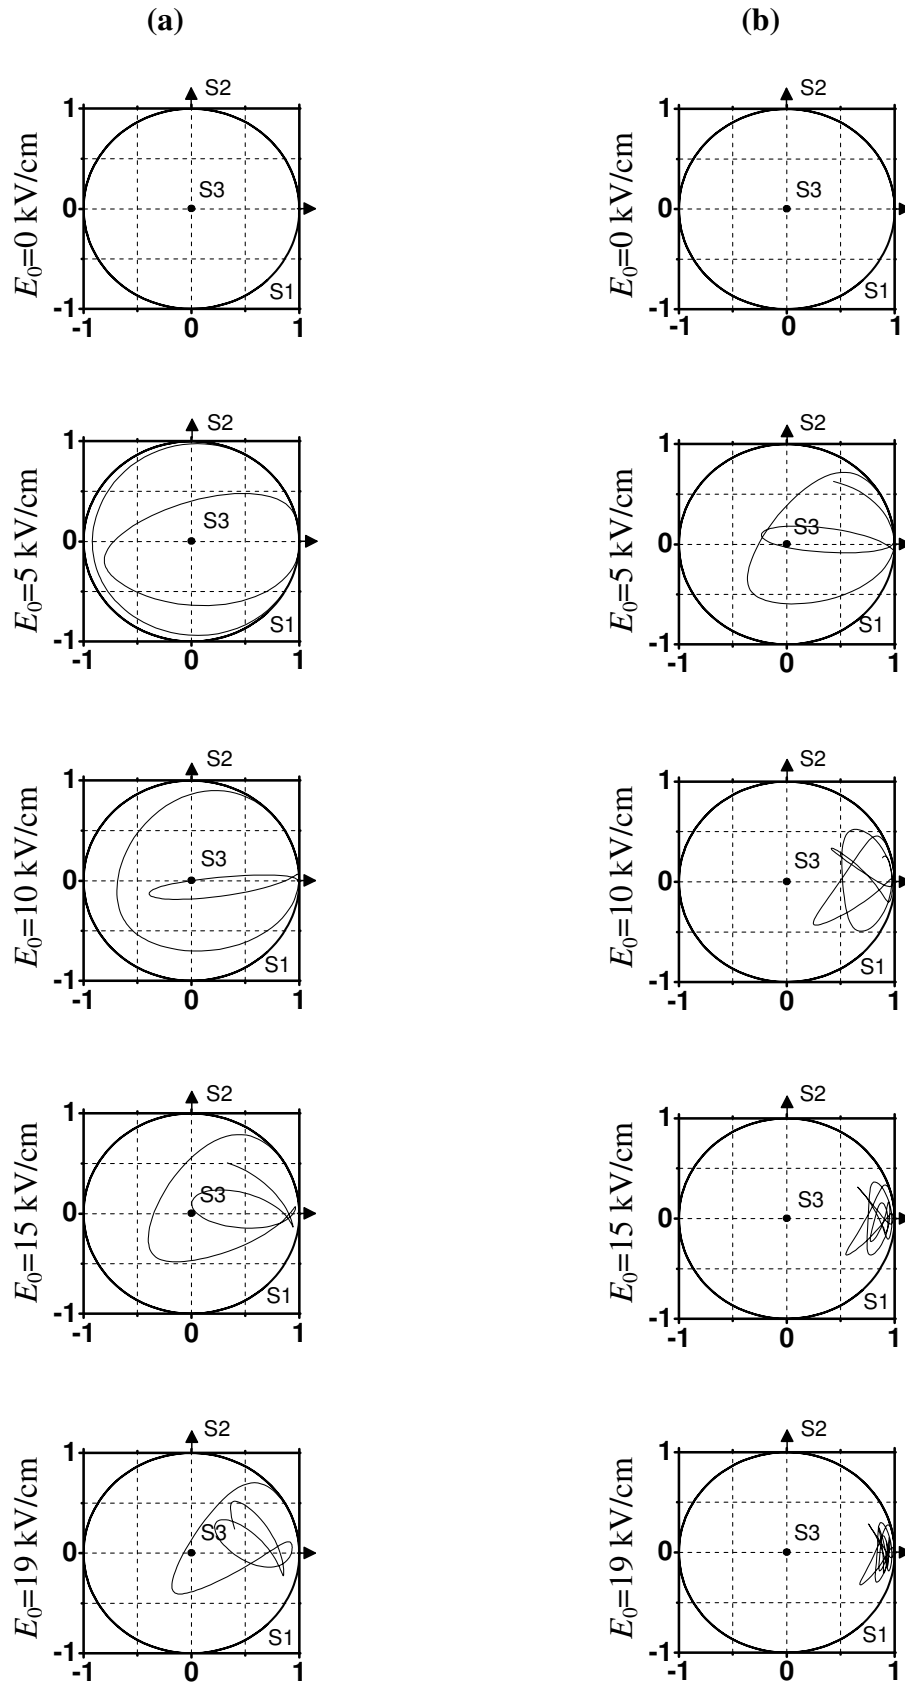 (a) (b)
S2 S2
1 1
E0=0 kV/cm S3 E0=0 kV/cm S3
0 0
S1 S1
-1 -1
-1 0 1 -1 0 1
S2 S2
1 1
E0=5 kV/cm S3 E0=5 kV/cm S3
0 0
S1 S1
-1 -1
-1 0 1 -1 0 1
S2 S2
1 1
E0=10 kV/cm S3 E0=10 kV/cm S3
0 0
S1 S1
-1 -1
-1 0 1 -1 0 1
S2 S2
1 1
E0=15 kV/cm S3 E0=15 kV/cm S3
0 0
S1 S1
-1 -1
-1 0 1 -1 0 1
S2 S2
1 1
E0=19 kV/cm S3 E0=19 kV/cm S3
0 0
S1 S1
-1 -1
-1 0 1 -1 0 1